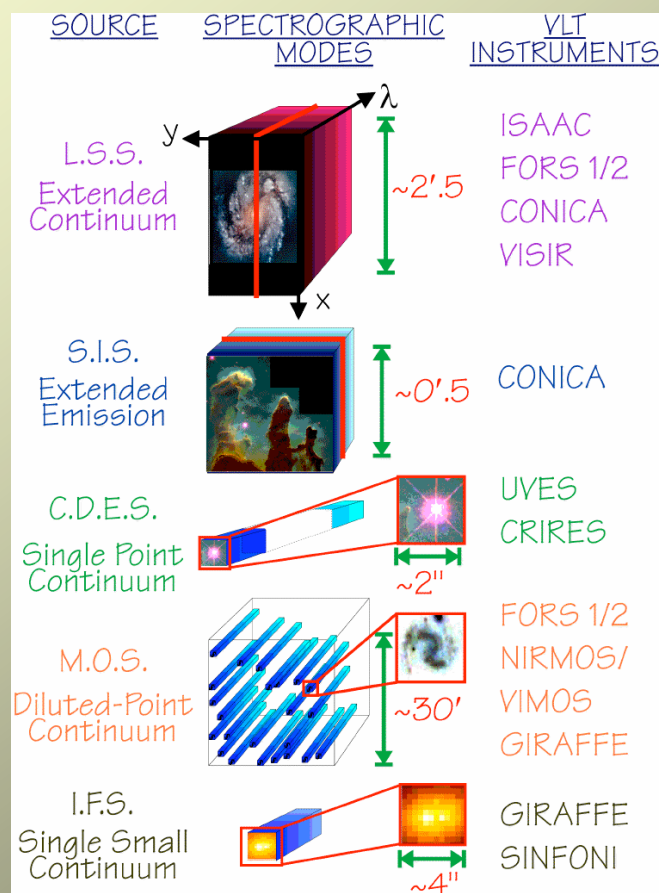 SOURCE
SPECTROGRAPHIC MODES
VLT INSTRUMENTS
L.S.S.
Extended
Continuum
y
λ
x
~2'.5
ISAAC
FORS 1/2
CONICA
VISIR
S.I.S.
Extended
Emission
~0'.5
CONICA
C.D.E.S.
Single Point
Continuum
~2"
UVES
CRIRES
M.O.S.
Diluted-Point
Continuum
~30'
FORS 1/2
NIRMOS/
VIMOS
GIRAFFE
I.F.S.
Single Small
Continuum
~4"
GIRAFFE
SINFONI